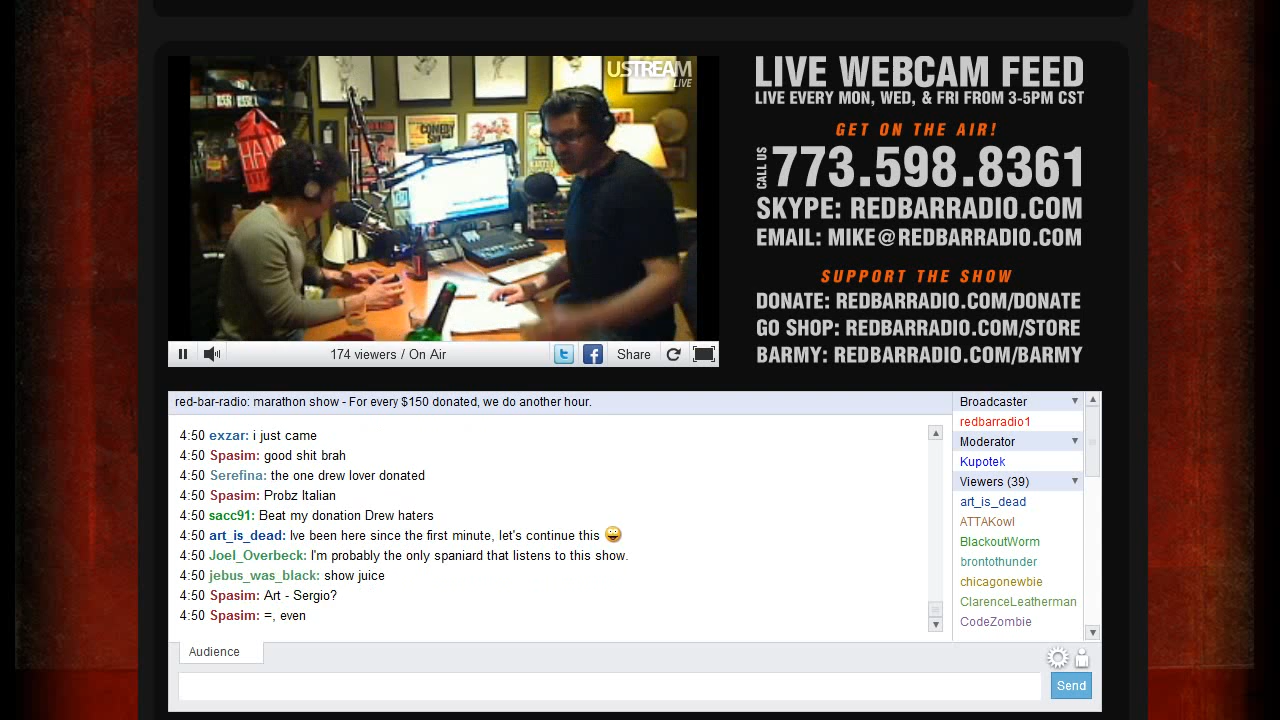 USTREAM
LIVE
HA
COMEDY
LIVE WEBCAM FEED
LIVE EVERY MON, WED, & FRI FROM 3-5PM CST
GET ON THE AIR!
CALL US 773.598.8361
SKYPE: REDBARRADIO.COM
EMAIL: MIKE@REDBARRADIO.COM
SUPPORT THE SHOW
DONATE: REDBARRADIO.COM/DONATE
GO SHOP: REDBARRADIO.COM/STORE
BARMY: REDBARRADIO.COM/BARMY
174 viewers / On Air
Share
red-bar-radio: marathon show - For every $150 donated, we do another hour.
4:50 exzar: i just came
4:50 Spasim: good shit brah
4:50 Serefina: the one drew lover donated
4:50 Spasim: Probz Italian
4:50 sacc91: Beat my donation Drew haters
4:50 art_is_dead: Ive been here since the first minute, let's continue this
4:50 Joel_Overbeck: I'm probably the only spaniard that listens to this show.
4:50 jebus_was_black: show juice
4:50 Spasim: Art - Sergio?
4:50 Spasim: =, even
Broadcaster
redbarradio1
Moderator
Kupotek
Viewers (39)
art_is_dead
ATTAKowl
BlackoutWorm
brontothunder
chicagonewbie
ClarenceLeatherman
CodeZombie
Audience
Send